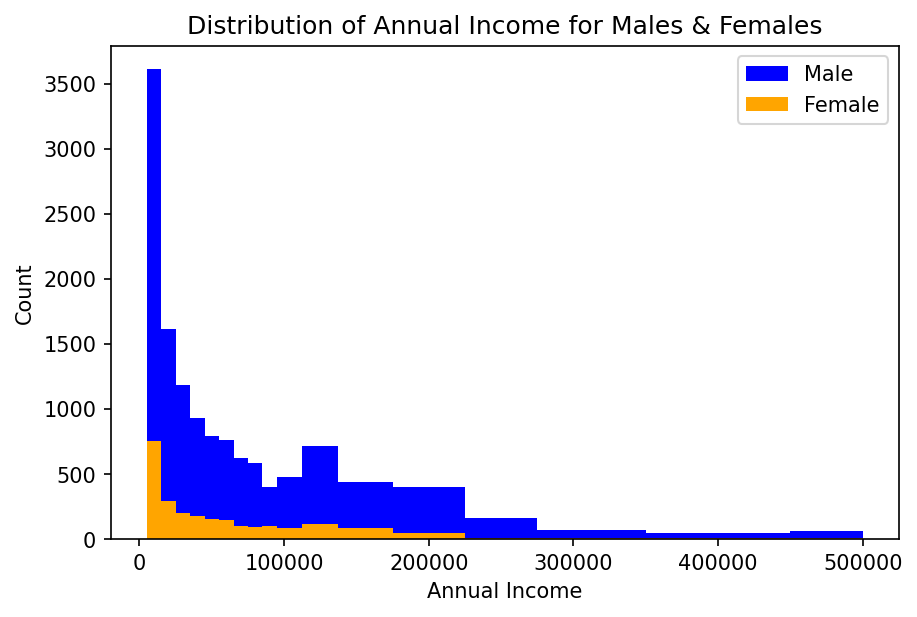 Distribution of Annual Income for Males & Females
Male
Female
3500
3000
2500
2000
1500
1000
500
0
Count
0 100000 200000 300000 400000 500000
Annual Income